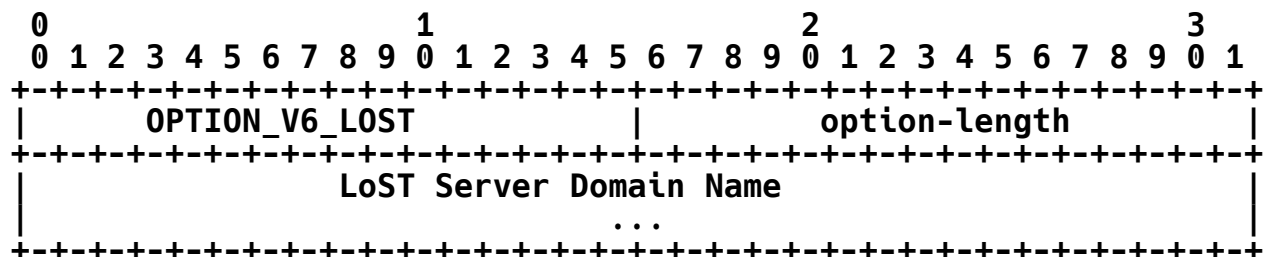 0                   1                   2                   3
 0 1 2 3 4 5 6 7 8 9 0 1 2 3 4 5 6 7 8 9 0 1 2 3 4 5 6 7 8 9 0 1
+-+-+-+-+-+-+-+-+-+-+-+-+-+-+-+-+-+-+-+-+-+-+-+-+-+-+-+-+-+-+-+-+
|      OPTION_V6_LOST           |         option-length         |
+-+-+-+-+-+-+-+-+-+-+-+-+-+-+-+-+-+-+-+-+-+-+-+-+-+-+-+-+-+-+-+-+
|                LoST Server Domain Name                        |
|                              ...                              |
+-+-+-+-+-+-+-+-+-+-+-+-+-+-+-+-+-+-+-+-+-+-+-+-+-+-+-+-+-+-+-+-+